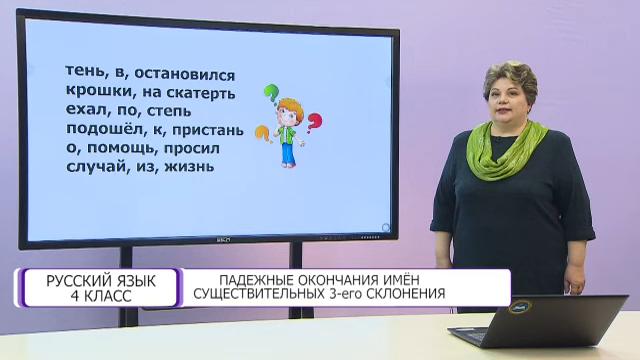 тень, в, остановился
крошки, на скатерть
ехал, по, степь
подошёл, к, пристань
о, помощь, просил
случай, из, жизнь
РУССКИЙ ЯЗЫК
4 КЛАСС
ПАДЕЖНЫЕ ОКОНЧАНИЯ ИМЁН
СУЩЕСТВИТЕЛЬНЫХ 3-его СКЛОНЕНИЯ